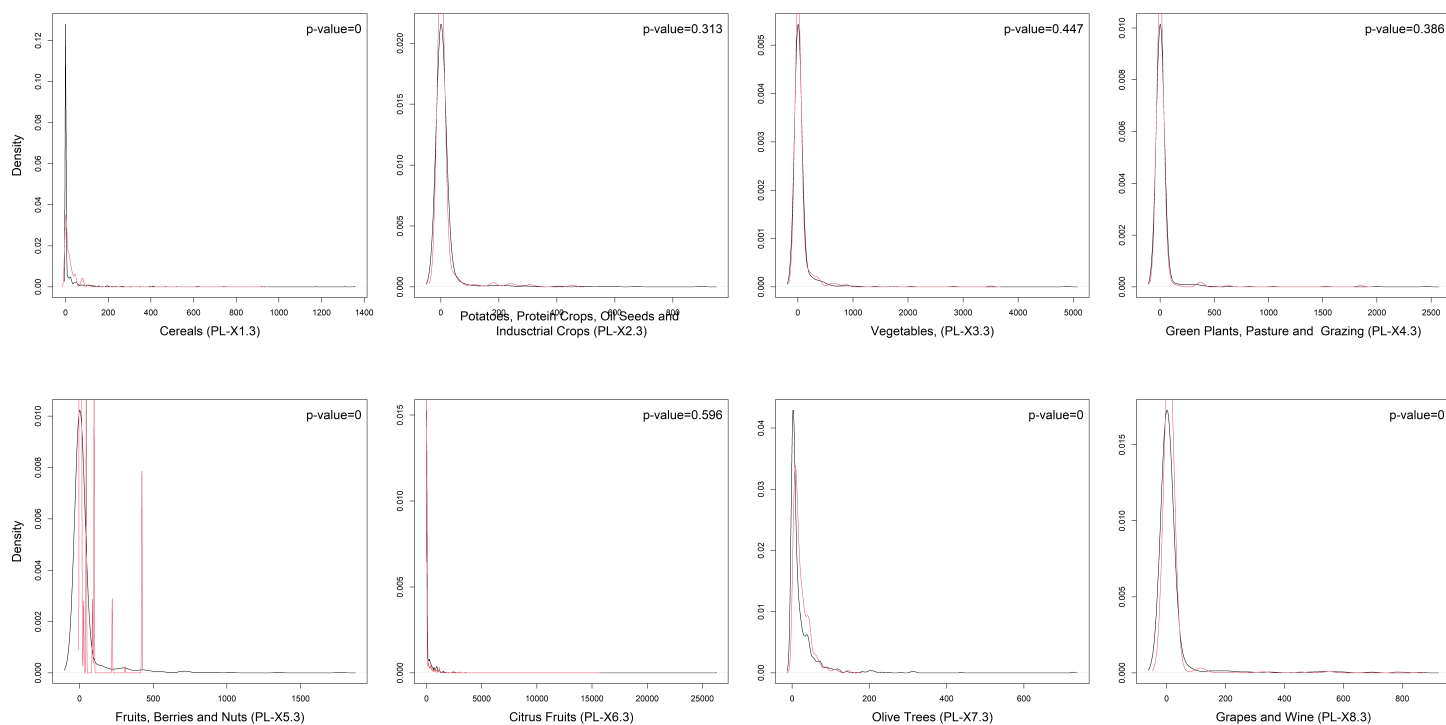 p-value=0
0.00 0.02 0.04 0.06 0.08 0.10 0.12
Density
0 200 400 600 800 1000 1200 1400
Cereals (PL-X1.3)
p-value=0.313
0.000 0.005 0.010 0.015 0.020
0 200 400 600 800
Potatoes, Protein Crops, Oil Seeds and
Indusctrial Crops (PL-X2.3)
p-value=0.447
0.000 0.001 0.002 0.003 0.004 0.005
0 1000 2000 3000 4000 5000
Vegetables, (PL-X3.3)
p-value=0.386
0.000 0.002 0.004 0.006 0.008 0.010
0 500 1000 1500 2000 2500
Green Plants, Pasture and  Grazing (PL-X4.3)
p-value=0
0.000 0.002 0.004 0.006 0.008 0.010
Density
0 500 1000 1500
Fruits, Berries and Nuts (PL-X5.3)
p-value=0.596
0.000 0.005 0.010 0.015
0 5000 10000 15000 20000 25000
Citrus Fruits (PL-X6.3)
p-value=0
0.00 0.01 0.02 0.03 0.04
0 200 400 600
Olive Trees (PL-X7.3)
p-value=0
0.000 0.005 0.010 0.015
0 200 400 600 800
Grapes and Wine (PL-X8.3)